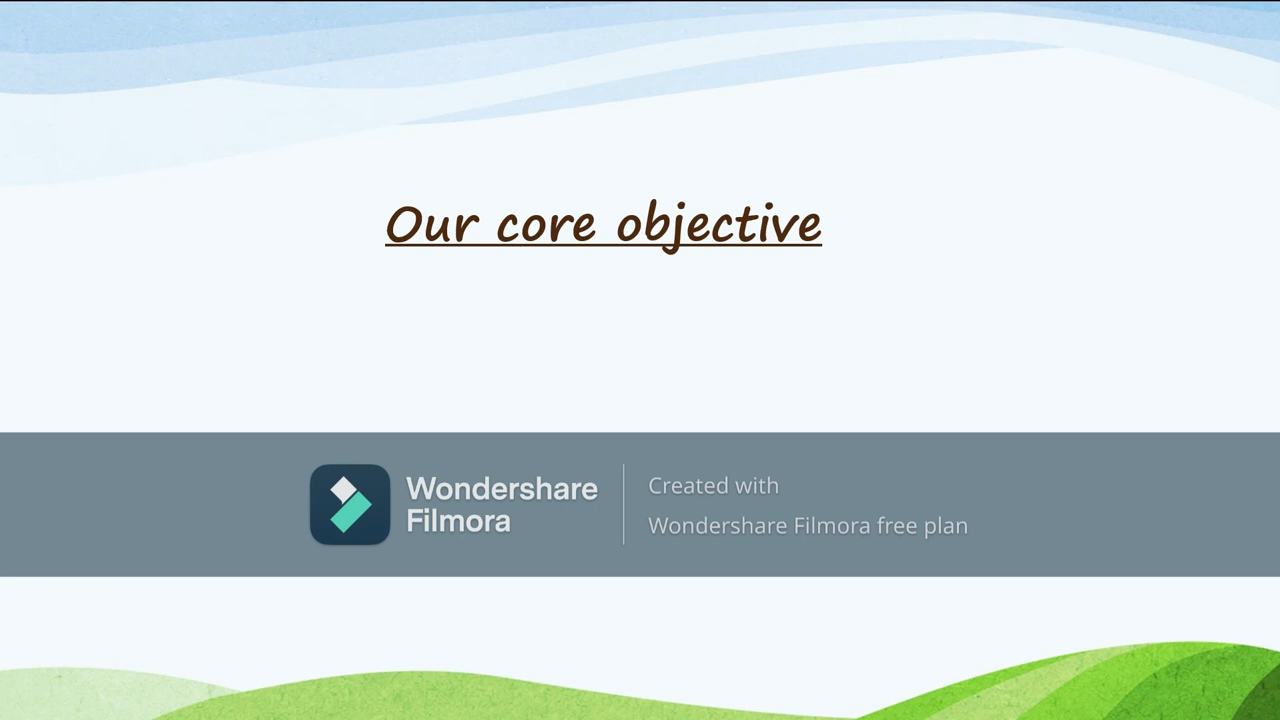 Our core objective
Wondershare
Filmora
Created with
Wondershare Filmora free plan